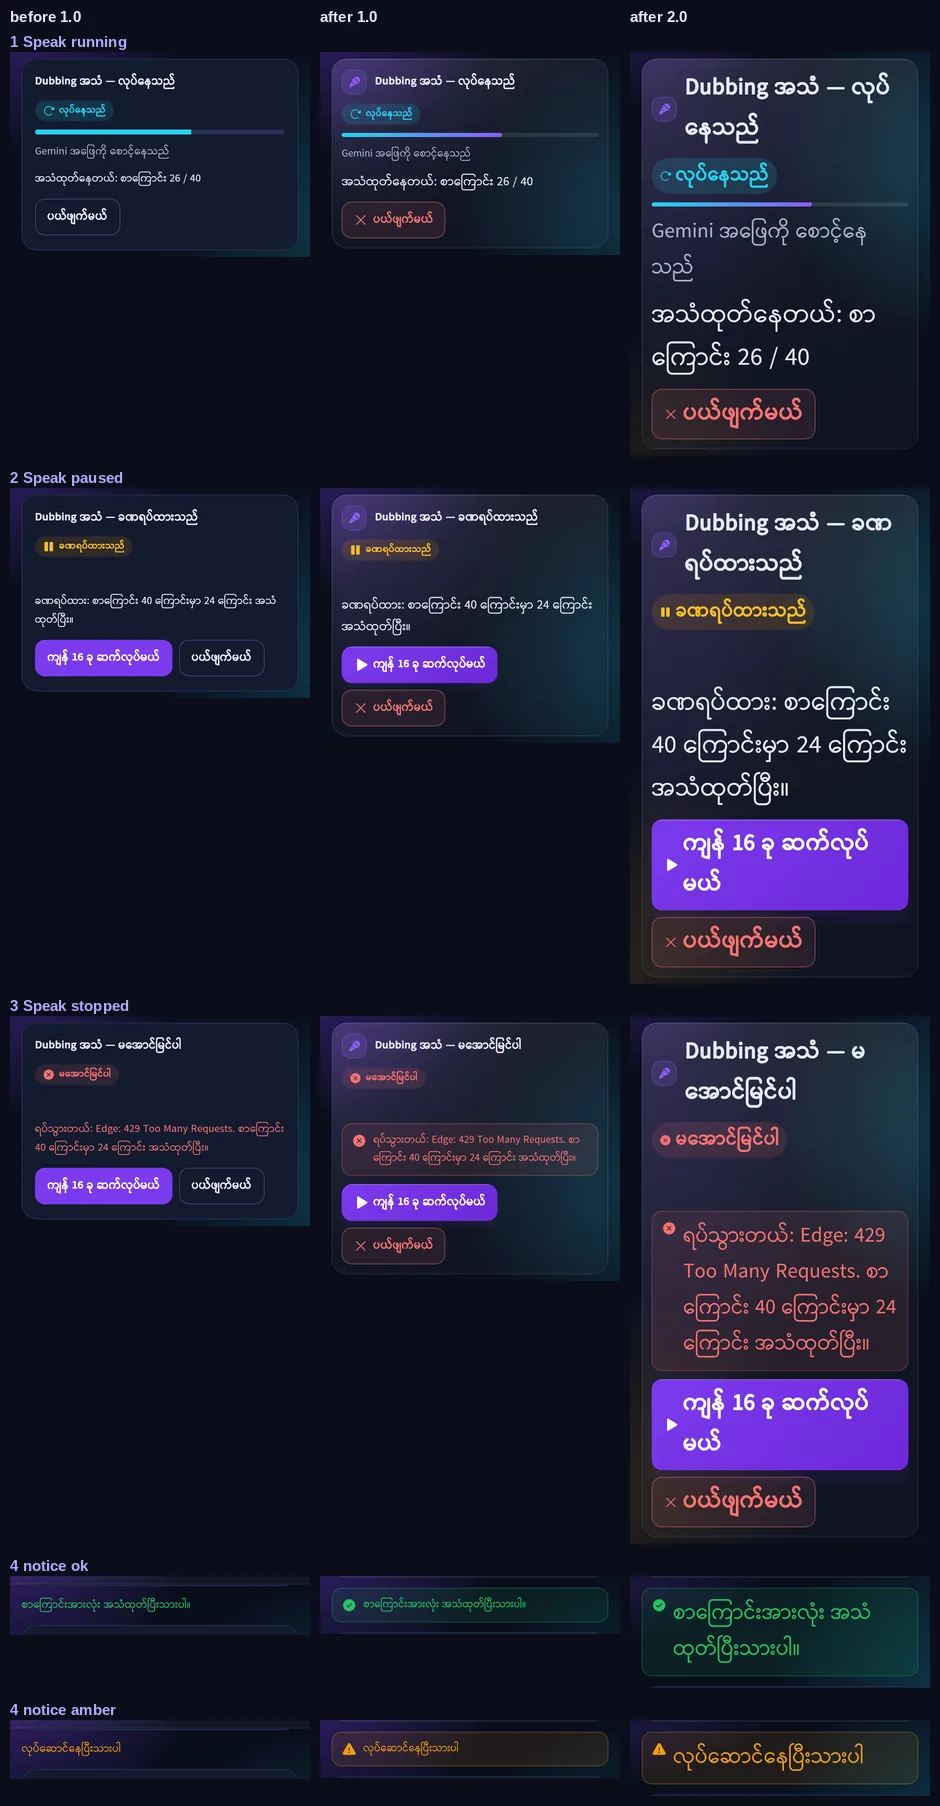 before 1.0
after 1.0
after 2.0
1 Speak running
Dubbing အသံ — လုပ်နေသည်
လုပ်နေသည်
Gemini အဖြေကို စောင့်နေသည်
အသံထုတ်နေတယ်: စာကြောင်း 26 / 40
ပယ်ဖျက်မယ်
Dubbing အသံ — လုပ်နေသည်
လုပ်နေသည်
Gemini အဖြေကို စောင့်နေသည်
အသံထုတ်နေတယ်: စာကြောင်း 26 / 40
ပယ်ဖျက်မယ်
Dubbing အသံ — လုပ်
နေသည်
လုပ်နေသည်
Gemini အဖြေကို စောင့်နေ
သည်
အသံထုတ်နေတယ်: စာ
ကြောင်း 26 / 40
ပယ်ဖျက်မယ်
2 Speak paused
Dubbing အသံ — ခဏရပ်ထားသည်
ခဏရပ်ထားသည်
ခဏရပ်ထား: စာကြောင်း 40 ကြောင်းမှာ 24 ကြောင်း အသံ
ထုတ်ပြီး။
ကျန် 16 ခု ဆက်လုပ်မယ်
ပယ်ဖျက်မယ်
Dubbing အသံ — ခဏရပ်ထားသည်
ခဏရပ်ထားသည်
ခဏရပ်ထား: စာကြောင်း 40 ကြောင်းမှာ 24 ကြောင်း
အသံထုတ်ပြီး။
ကျန် 16 ခု ဆက်လုပ်မယ်
ပယ်ဖျက်မယ်
Dubbing အသံ — ခဏ
ရပ်ထားသည်
ခဏရပ်ထားသည်
ခဏရပ်ထား: စာကြောင်း
40 ကြောင်းမှာ 24 ကြောင်း
အသံထုတ်ပြီး။
ကျန် 16 ခု ဆက်လုပ်
မယ်
ပယ်ဖျက်မယ်
3 Speak stopped
Dubbing အသံ — မအောင်မြင်ပါ
မအောင်မြင်ပါ
ရပ်သွားတယ်: Edge: 429 Too Many Requests. စာကြောင်း
40 ကြောင်းမှာ 24 ကြောင်း အသံထုတ်ပြီး။
ကျန် 16 ခု ဆက်လုပ်မယ်
ပယ်ဖျက်မယ်
Dubbing အသံ — မအောင်မြင်ပါ
မအောင်မြင်ပါ
ရပ်သွားတယ်: Edge: 429 Too Many Requests. စာ
ကြောင်း 40 ကြောင်းမှာ 24 ကြောင်း အသံထုတ်ပြီး။
ကျန် 16 ခု ဆက်လုပ်မယ်
ပယ်ဖျက်မယ်
Dubbing အသံ — မ
အောင်မြင်ပါ
မအောင်မြင်ပါ
ရပ်သွားတယ်: Edge: 429
Too Many Requests. စာ
ကြောင်း 40 ကြောင်းမှာ 24
ကြောင်း အသံထုတ်ပြီး။
ကျန် 16 ခု ဆက်လုပ်
မယ်
ပယ်ဖျက်မယ်
4 notice ok
စာကြောင်းအားလုံး အသံထုတ်ပြီးသားပါ။
စာကြောင်းအားလုံး အသံထုတ်ပြီးသားပါ။
စာကြောင်းအားလုံး အသံ
ထုတ်ပြီးသားပါ။
4 notice amber
လုပ်ဆောင်နေပြီးသားပါ
လုပ်ဆောင်နေပြီးသားပါ
လုပ်ဆောင်နေပြီးသားပါ